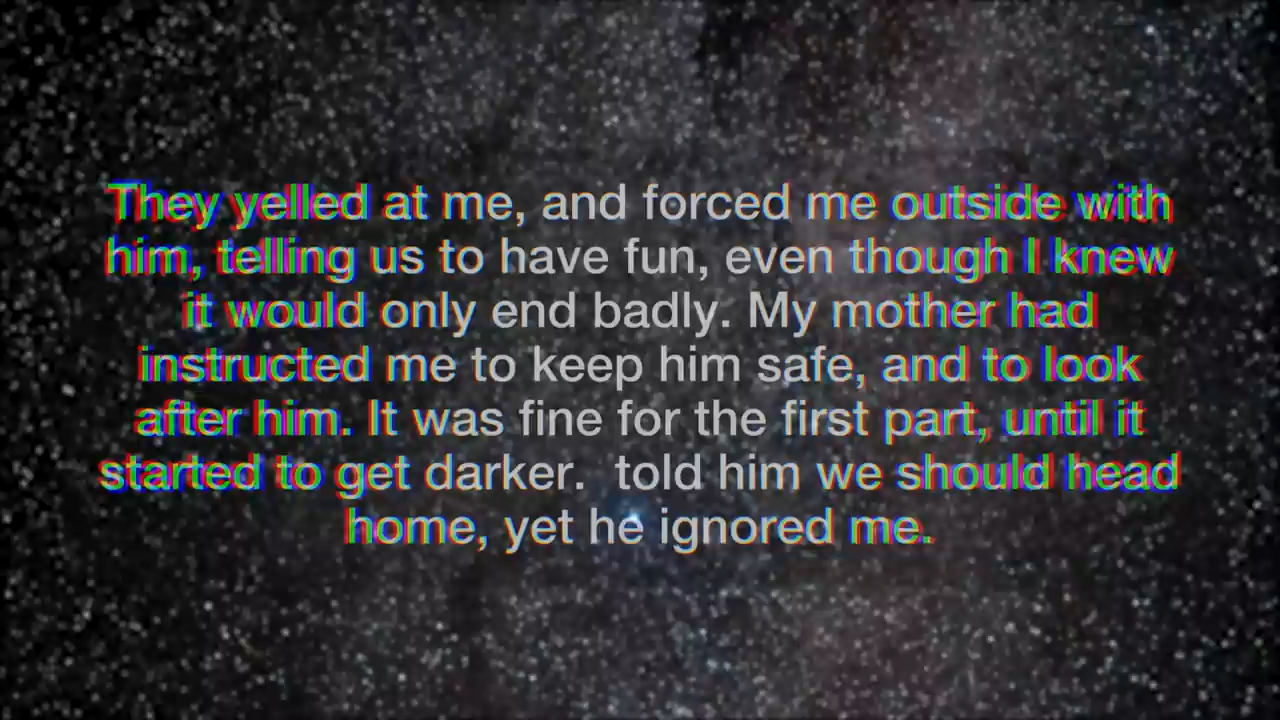 They yelled at me, and forced me outside with
him, telling us to have fun, even though I knew
it would only end badly. My mother had
instructed me to keep him safe, and to look
after him. It was fine for the first part, until it
started to get darker.  told him we should head
home, yet he ignored me.